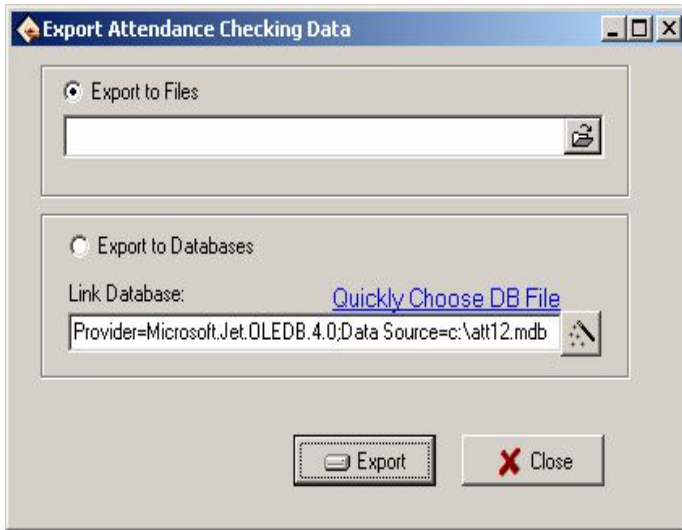 Export Attendance Checking Data
Export to Files
Export to Databases
Link Database:
Quickly Choose DB File
Provider=Microsoft.Jet.OLEDB.4.0;Data Source=c:\att12.mdb
Export
Close